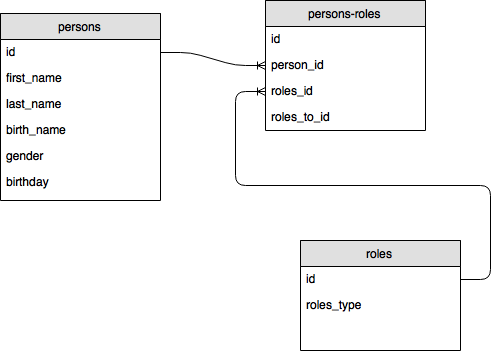 persons
id
first_name
last_name
birth_name
gender
birthday
persons-roles
id
person_id
roles_id
roles_to_id
roles
id
roles_type